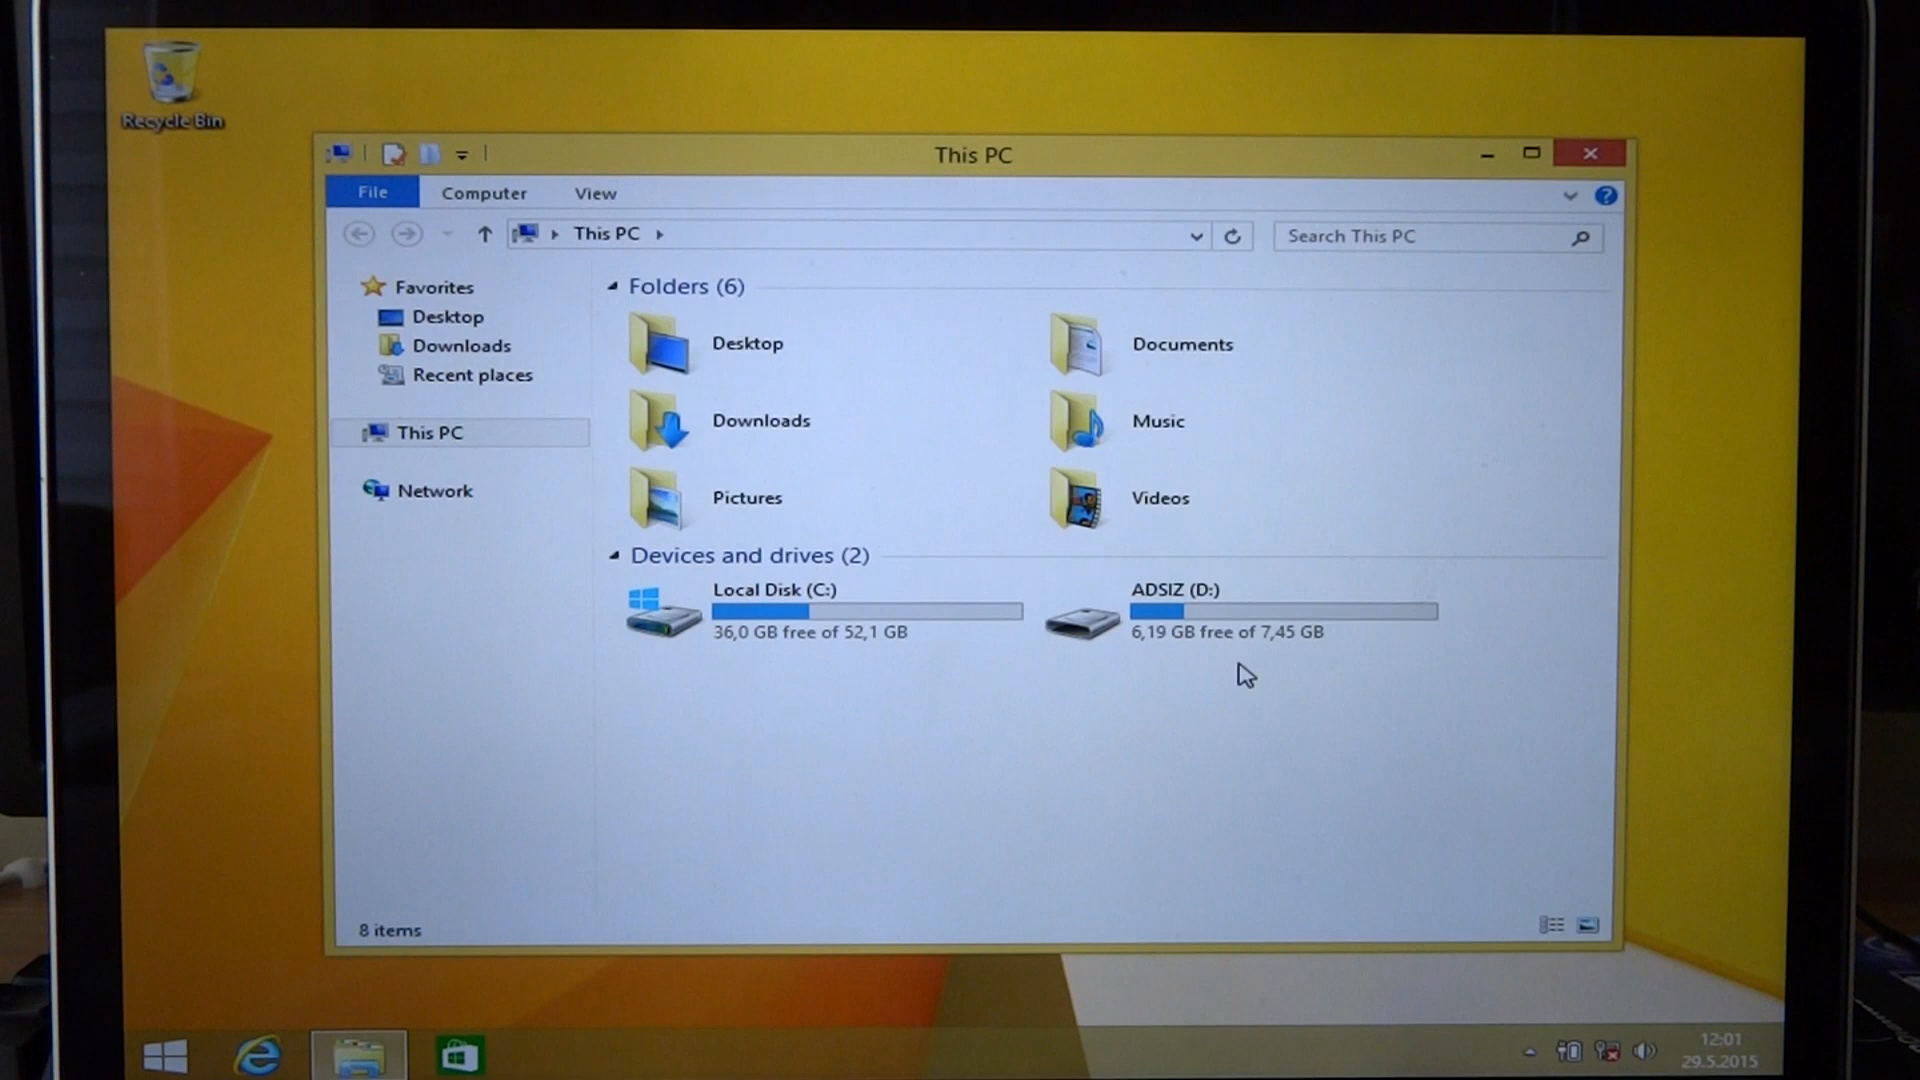 Recycle Bin
This PC
File
Computer
View
This PC
Search This PC
Favorites
Desktop
Downloads
Recent places
This PC
Network
Folders (6)
Desktop
Documents
Downloads
Music
Pictures
Videos
Devices and drives (2)
Local Disk (C:)
36,0 GB free of 52,1 GB
ADSIZ (D:)
6,19 GB free of 7,45 GB
8 items
12:01
29.5.2015